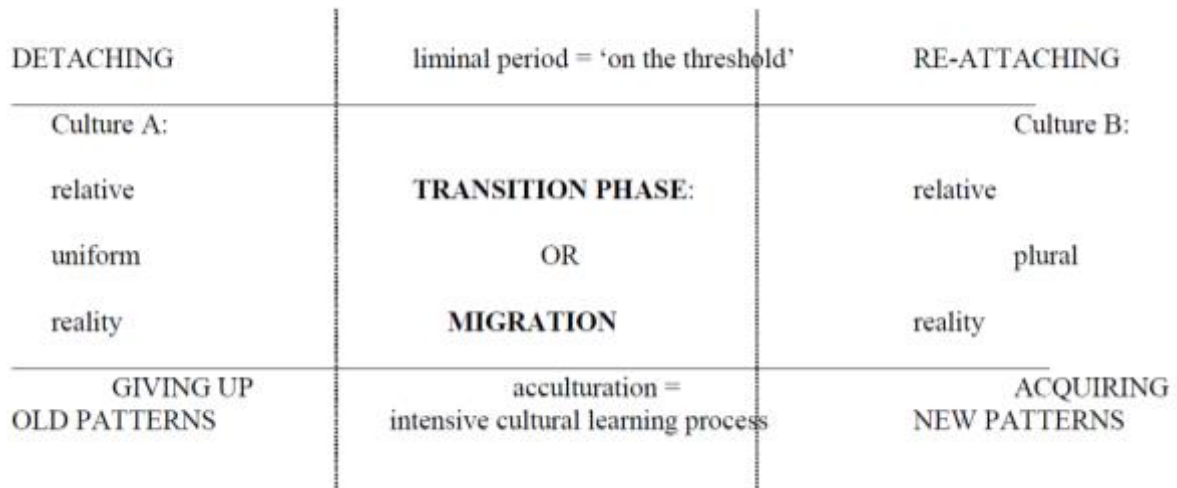 DETACHING liminal period = ‘on the threshold’ RE-ATTACHING
Culture A: Culture B:
relative TRANSITION PHASE: relative
uniform OR plural
reality MIGRATION reality
GIVING UP acculturation = ACQUIRING
OLD PATTERNS intensive cultural learning process NEW PATTERNS